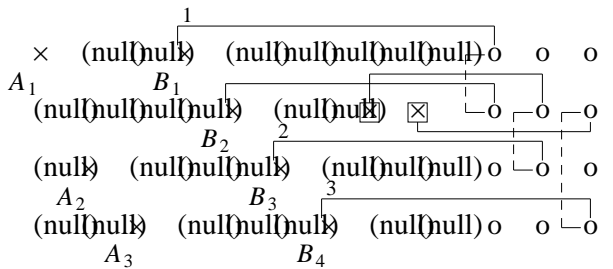 1
× (null)(null)× (null)(null)(null)(null)(null) o o o
A1 B1
(null)(null)(null)(null)× (null)(null)× × o o o
B2 2
(null)× (null)(null)(null)× (null)(null)(null) o o o
A2 B3 3
(null)(null)× (null)(null)(null)× (null)(null) o o o
A3 B4